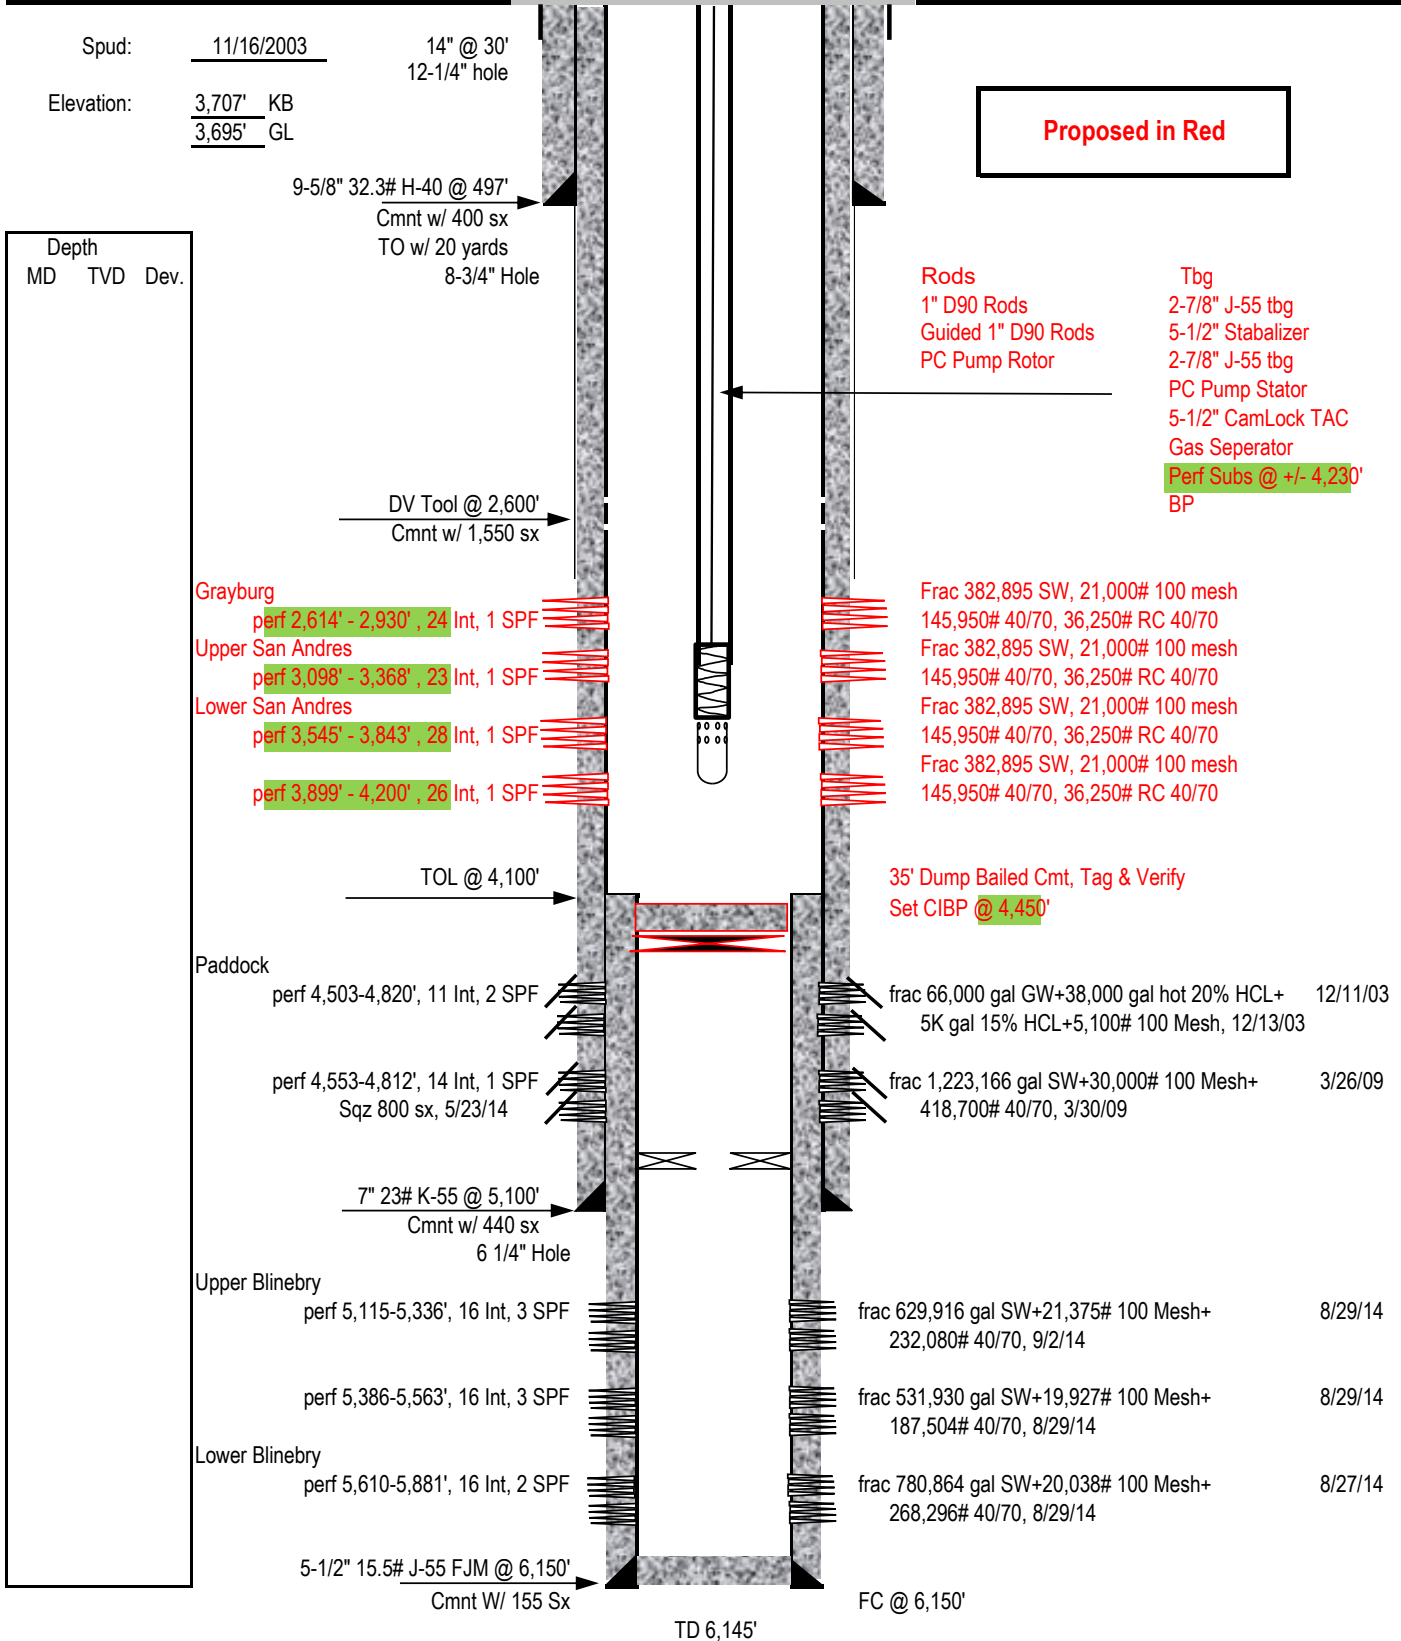 Spud: 11/16/2003 14" @ 30'
12-1/4" hole
Elevation: 3,707' KB
3,695' GL
Proposed in Red
9-5/8" 32.3# H-40 @ 497'
Cmnt w/ 400 sx
TO w/ 20 yards
8-3/4" Hole
Depth
MD TVD Dev.
Rods
1" D90 Rods
Guided 1" D90 Rods
PC Pump Rotor
Tbg
2-7/8" J-55 tbg
5-1/2" Stabalizer
2-7/8" J-55 tbg
PC Pump Stator
5-1/2" CamLock TAC
Gas Seperator
Perf Subs @ +/- 4,230'
BP
DV Tool @ 2,600'
Cmnt w/ 1,550 sx
Grayburg
perf 2,614' - 2,930' , 24 Int, 1 SPF
Frac 382,895 SW, 21,000# 100 mesh
145,950# 40/70, 36,250# RC 40/70
Upper San Andres
perf 3,098' - 3,368' , 23 Int, 1 SPF
Frac 382,895 SW, 21,000# 100 mesh
145,950# 40/70, 36,250# RC 40/70
Lower San Andres
perf 3,545' - 3,843' , 28 Int, 1 SPF
Frac 382,895 SW, 21,000# 100 mesh
145,950# 40/70, 36,250# RC 40/70
perf 3,899' - 4,200' , 26 Int, 1 SPF
Frac 382,895 SW, 21,000# 100 mesh
145,950# 40/70, 36,250# RC 40/70
TOL @ 4,100'
35' Dump Bailed Cmt, Tag & Verify
Set CIBP @ 4,450'
Paddock
perf 4,503-4,820', 11 Int, 2 SPF
frac 66,000 gal GW+38,000 gal hot 20% HCL+ 12/11/03
5K gal 15% HCL+5,100# 100 Mesh, 12/13/03
perf 4,553-4,812', 14 Int, 1 SPF
Sqz 800 sx, 5/23/14
frac 1,223,166 gal SW+30,000# 100 Mesh+ 3/26/09
418,700# 40/70, 3/30/09
7" 23# K-55 @ 5,100'
Cmnt w/ 440 sx
6 1/4" Hole
Upper Blinebry
perf 5,115-5,336', 16 Int, 3 SPF
frac 629,916 gal SW+21,375# 100 Mesh+ 8/29/14
232,080# 40/70, 9/2/14
perf 5,386-5,563', 16 Int, 3 SPF
frac 531,930 gal SW+19,927# 100 Mesh+ 8/29/14
187,504# 40/70, 8/29/14
Lower Blinebry
perf 5,610-5,881', 16 Int, 2 SPF
frac 780,864 gal SW+20,038# 100 Mesh+ 8/27/14
268,296# 40/70, 8/29/14
5-1/2" 15.5# J-55 FJM @ 6,150'
Cmnt W/ 155 Sx
FC @ 6,150'
TD 6,145'